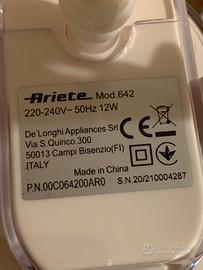 Ariete Mod.642
220-240V~ 50Hz 12W
De'Longhi Appliances Srl
Via S.Quirico,300
50013 Campi Bisenzio(FI)
ITALY
Made in China
P.N.00C064200AR0 S.N.20/210004287
subito